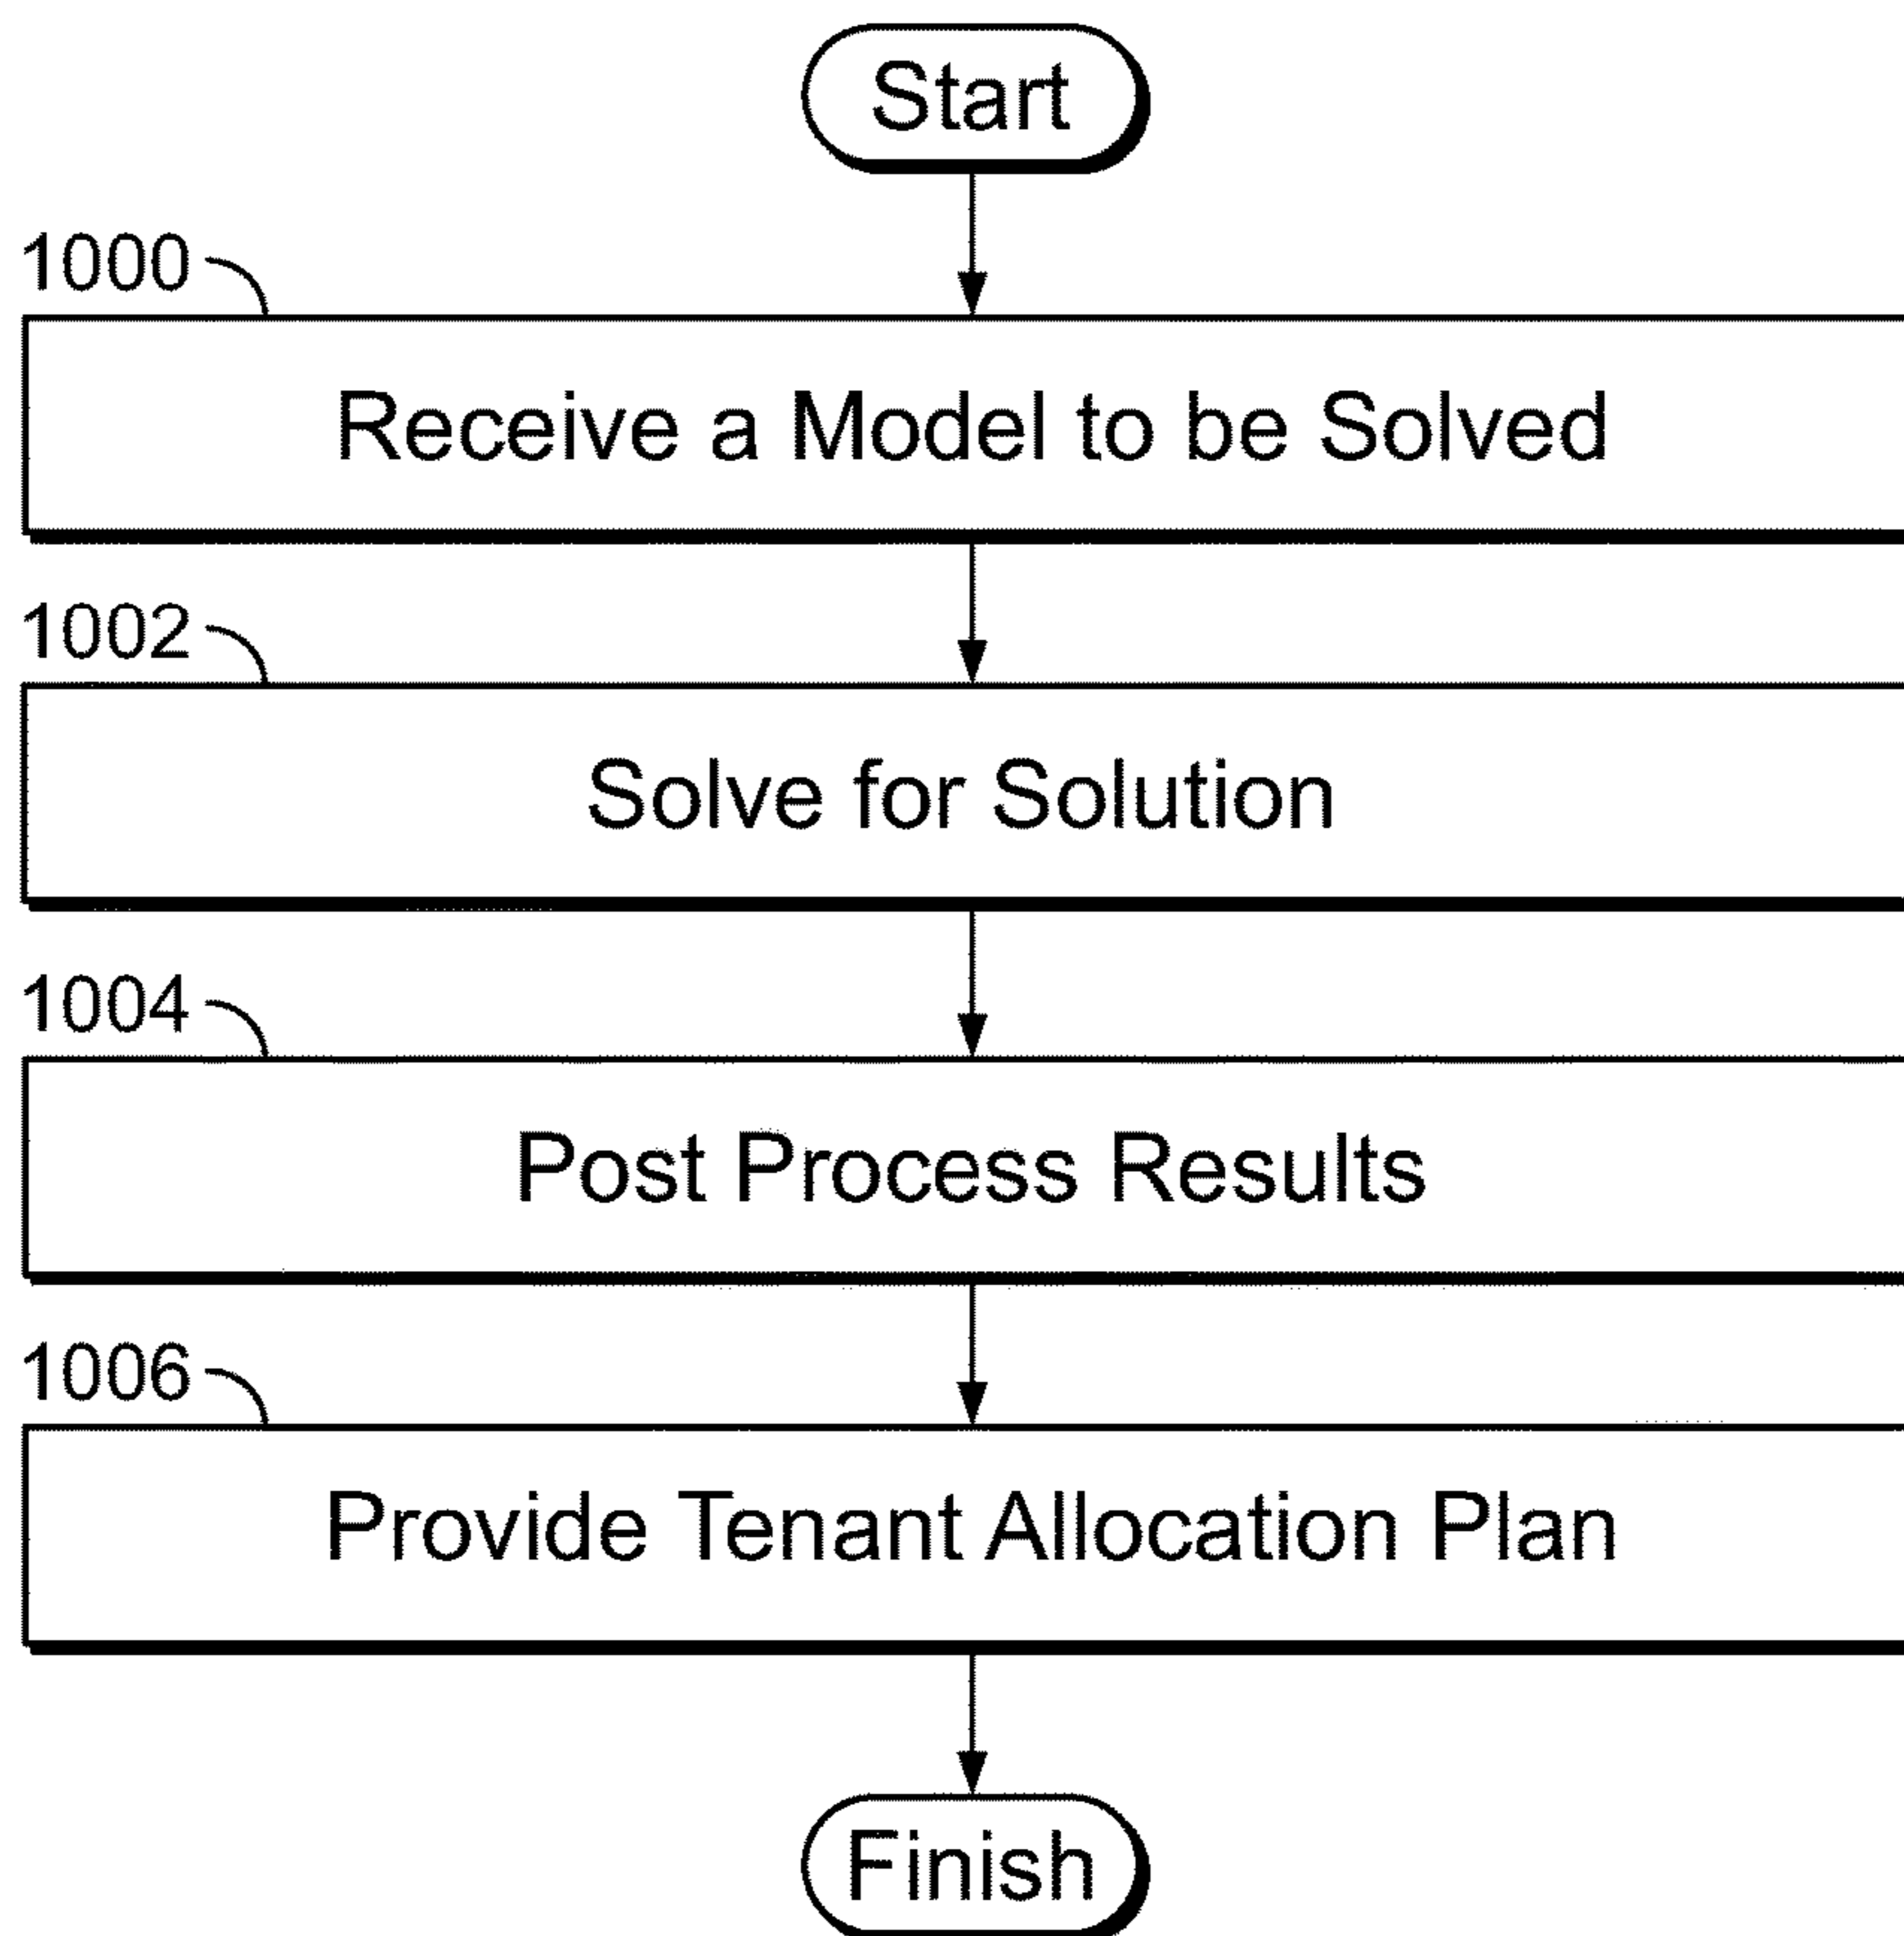 Start
1000
Receive a Model to be Solved
1002
Solve for Solution
1004
Post Process Results
1006
Provide Tenant Allocation Plan
Finish